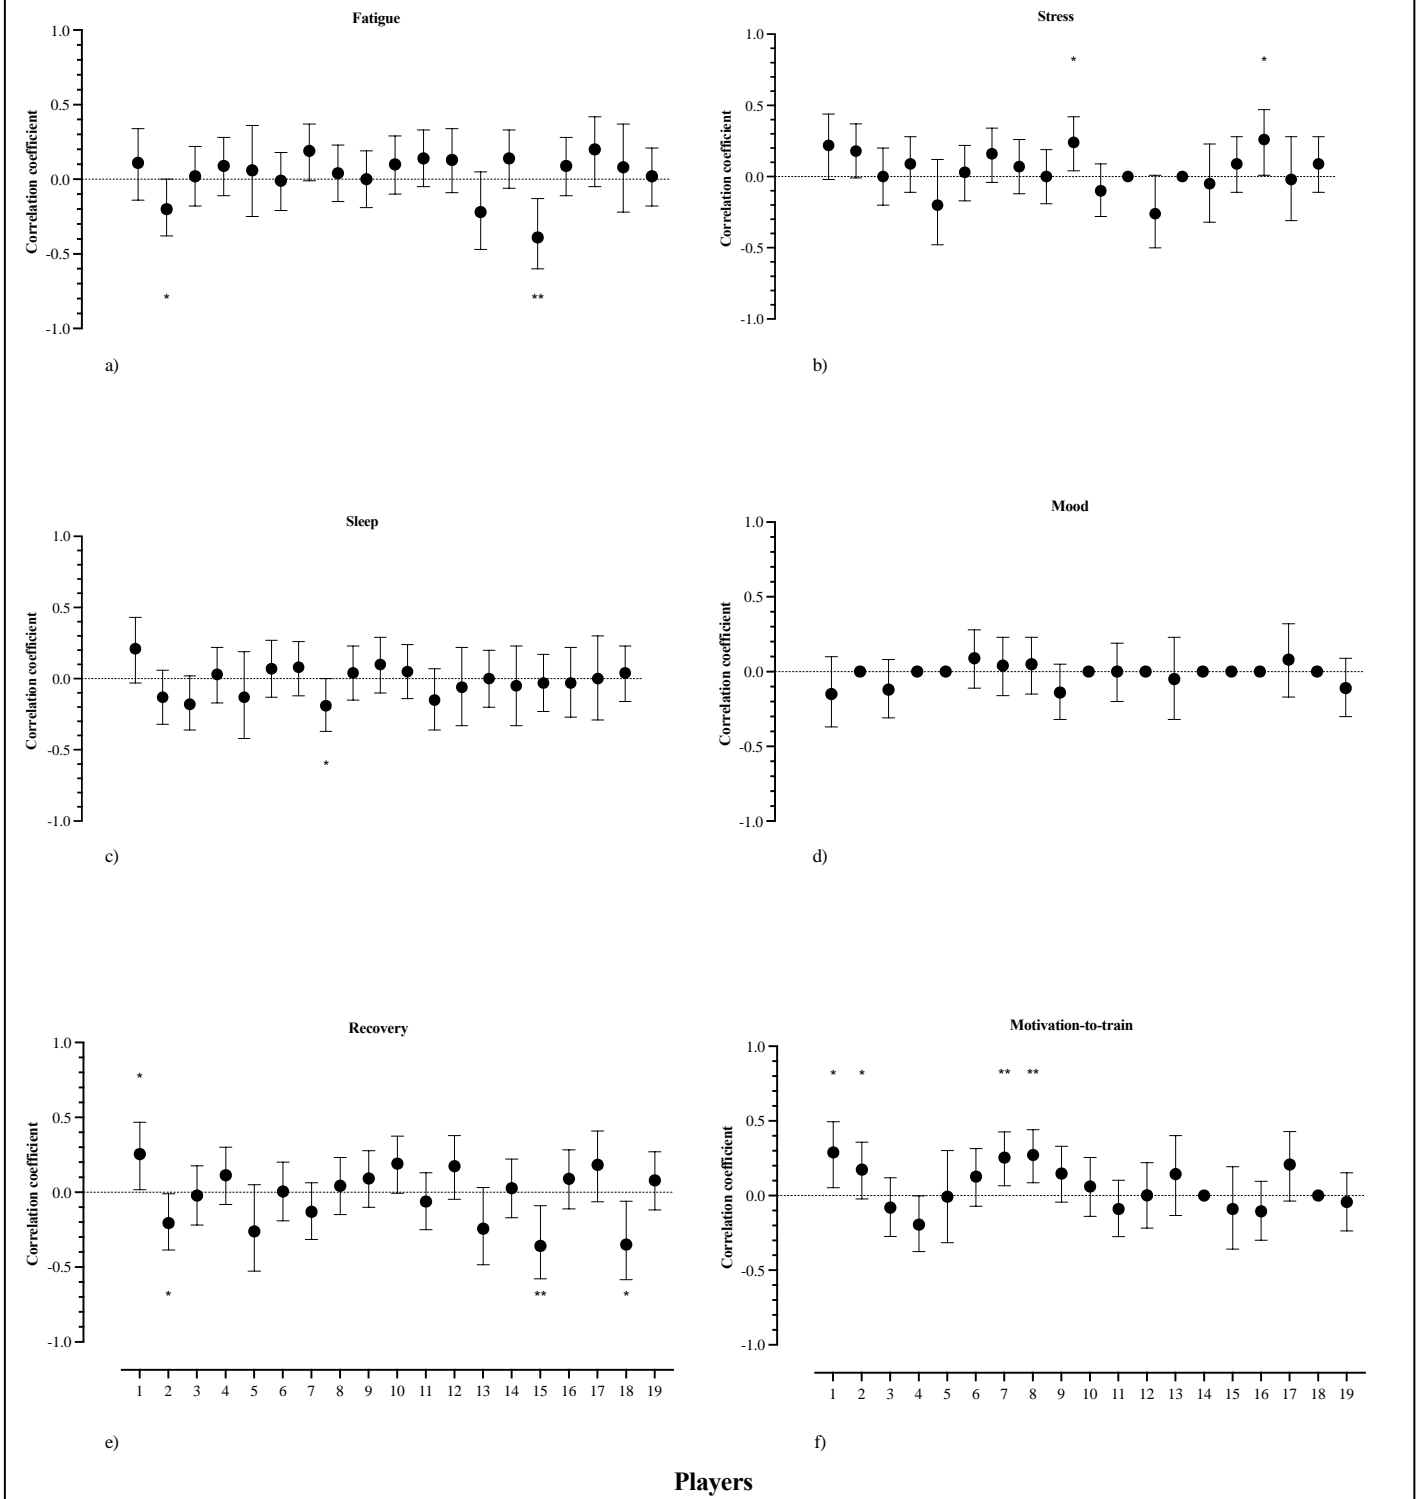 Fatigue
1.0
0.5
0.0
-0.5
-1.0
Correlation coefficient
*
**
a)
Stress
1.0
0.5
0.0
-0.5
-1.0
Correlation coefficient
*
*
b)
Sleep
1.0
0.5
0.0
-0.5
-1.0
Correlation coefficient
*
c)
Mood
1.0
0.5
0.0
-0.5
-1.0
Correlation coefficient
d)
Recovery
1.0
0.5
0.0
-0.5
-1.0
Correlation coefficient
*
* ** *
1 2 3 4 5 6 7 8 9 10 11 12 13 14 15 16 17 18 19
e)
Motivation-to-train
1.0
0.5
0.0
-0.5
-1.0
Correlation coefficient
* * ** **
1 2 3 4 5 6 7 8 9 10 11 12 13 14 15 16 17 18 19
f)
Players